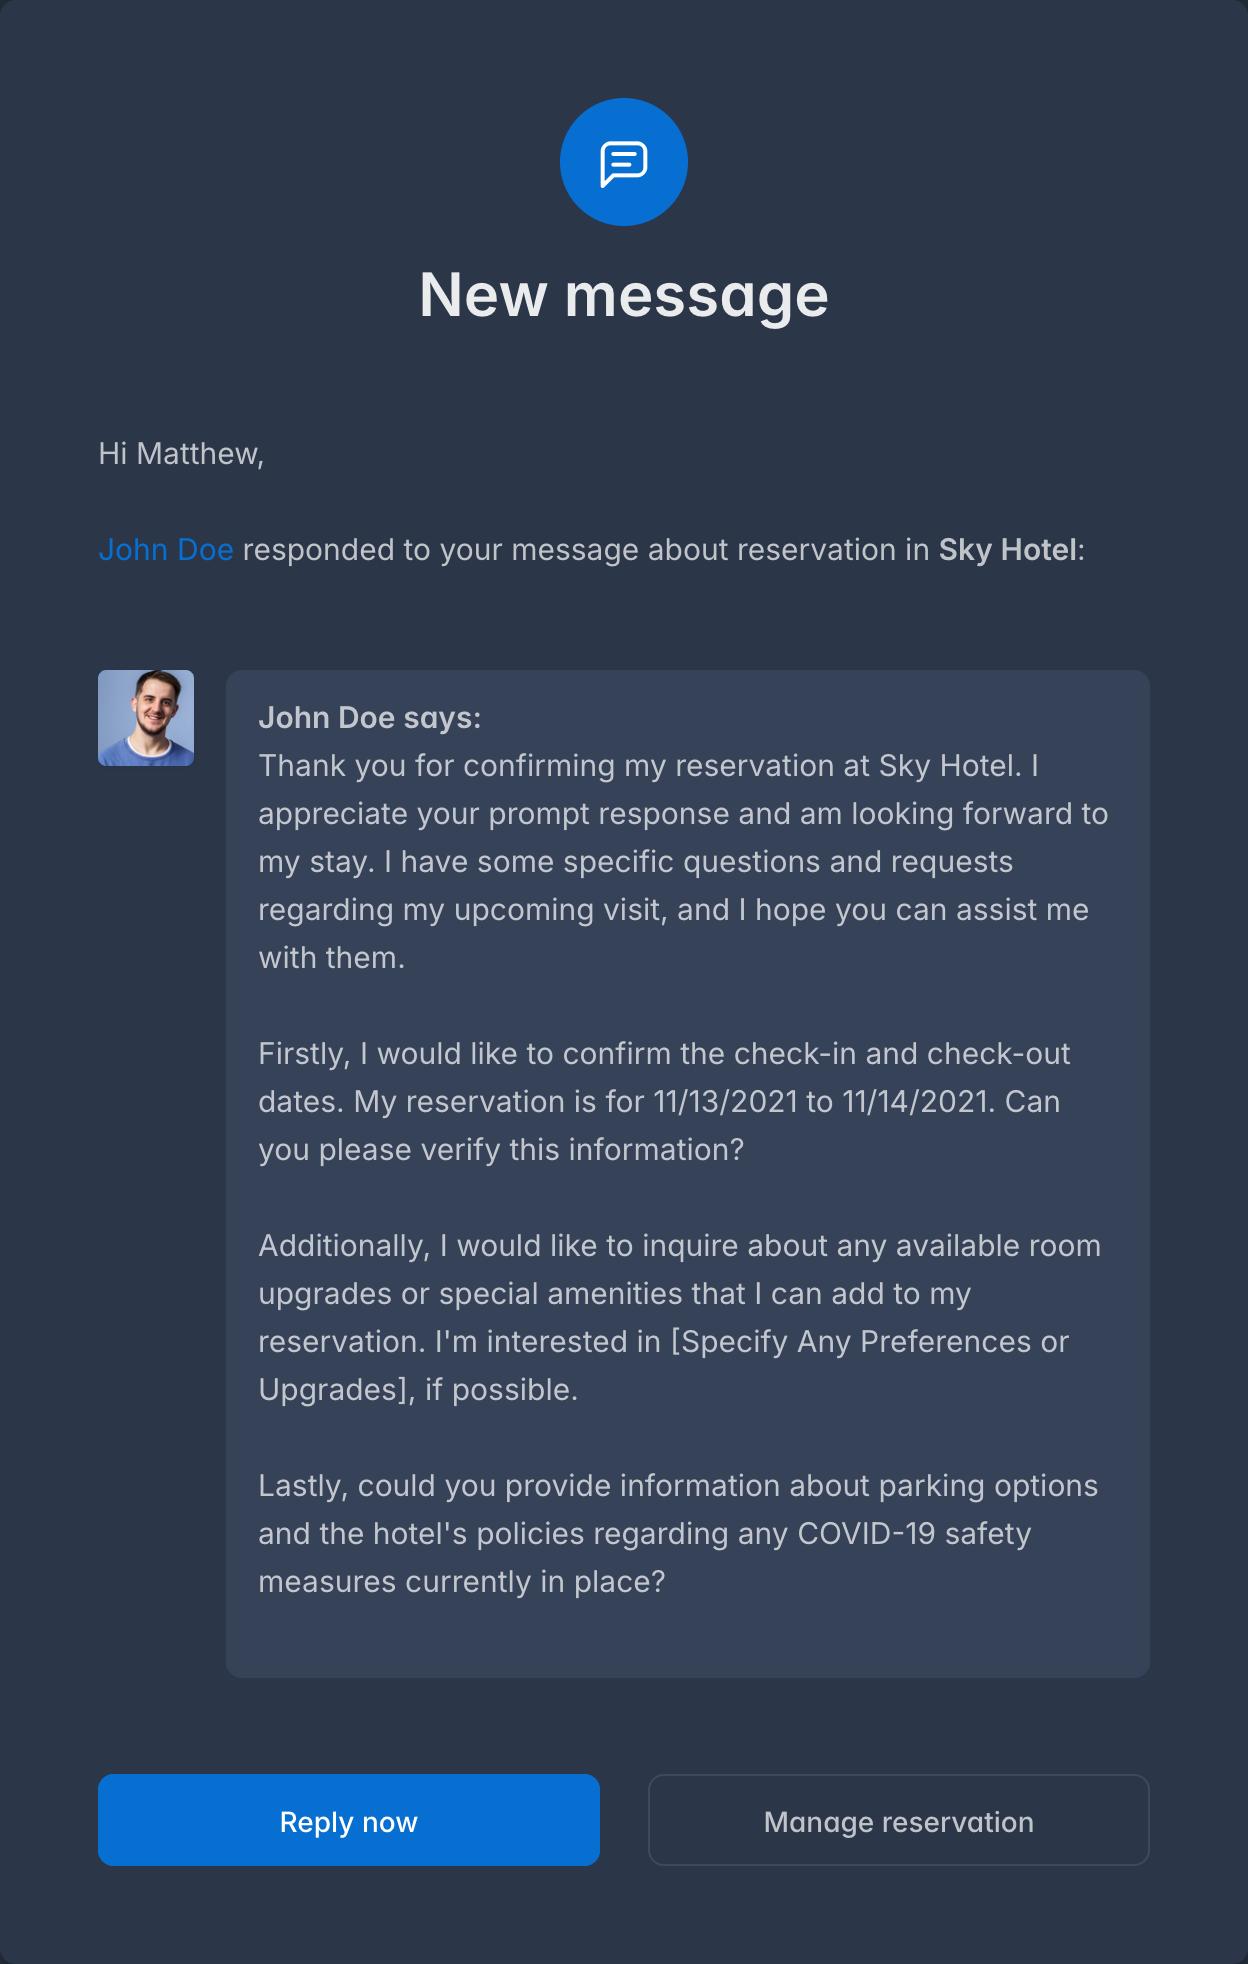 New message
Hi Matthew,
John Doe responded to your message about reservation in Sky Hotel:
John Doe says:
Thank you for confirming my reservation at Sky Hotel. I
appreciate your prompt response and am looking forward to
my stay. I have some specific questions and requests
regarding my upcoming visit, and I hope you can assist me
with them.
Firstly, I would like to confirm the check-in and check-out
dates. My reservation is for 11/13/2021 to 11/14/2021. Can
you please verify this information?
Additionally, I would like to inquire about any available room
upgrades or special amenities that I can add to my
reservation. I'm interested in [Specify Any Preferences or
Upgrades], if possible.
Lastly, could you provide information about parking options
and the hotel's policies regarding any COVID-19 safety
measures currently in place?
Reply now
Manage reservation